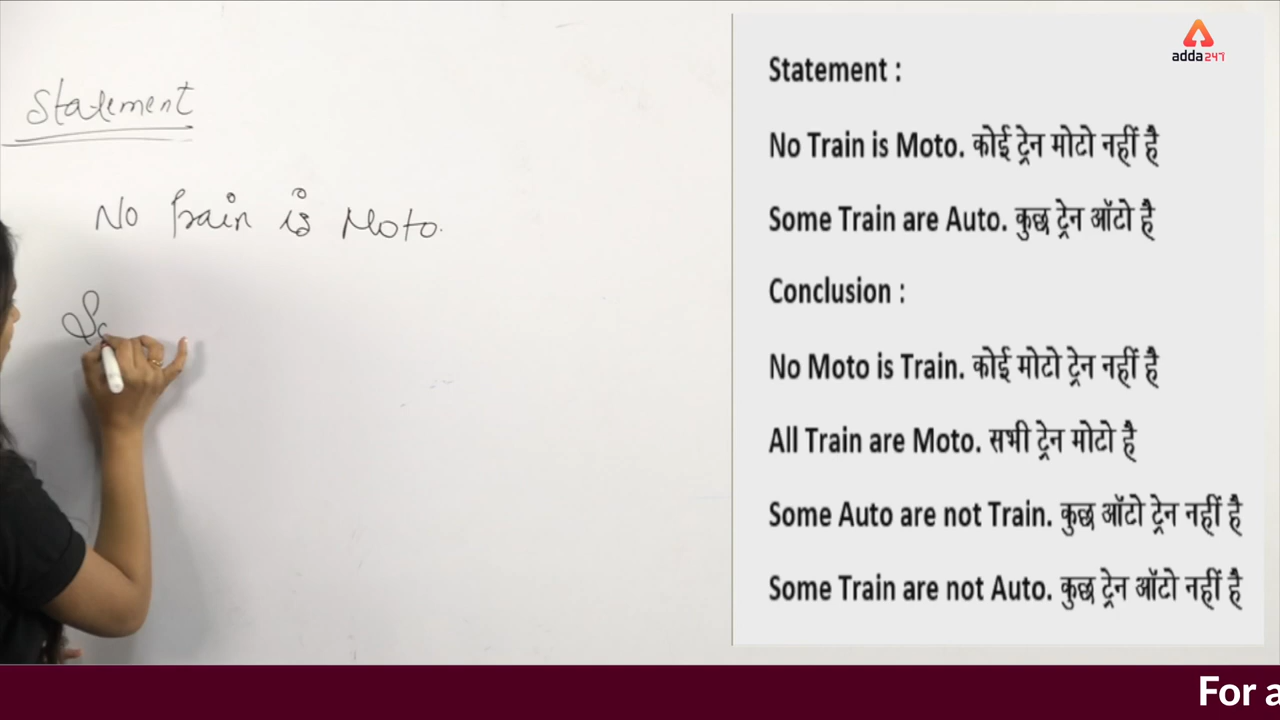 Statement
No Train is Moto.
So
adda247
Statement :
No Train is Moto. कोई ट्रेन मोटो नहीं है
Some Train are Auto. कुछ ट्रेन ऑटो है
Conclusion :
No Moto is Train. कोई मोटो ट्रेन नहीं है
All Train are Moto. सभी ट्रेन मोटो है
Some Auto are not Train. कुछ ऑटो ट्रेन नहीं है
Some Train are not Auto. कुछ ट्रेन ऑटो नहीं है
For a